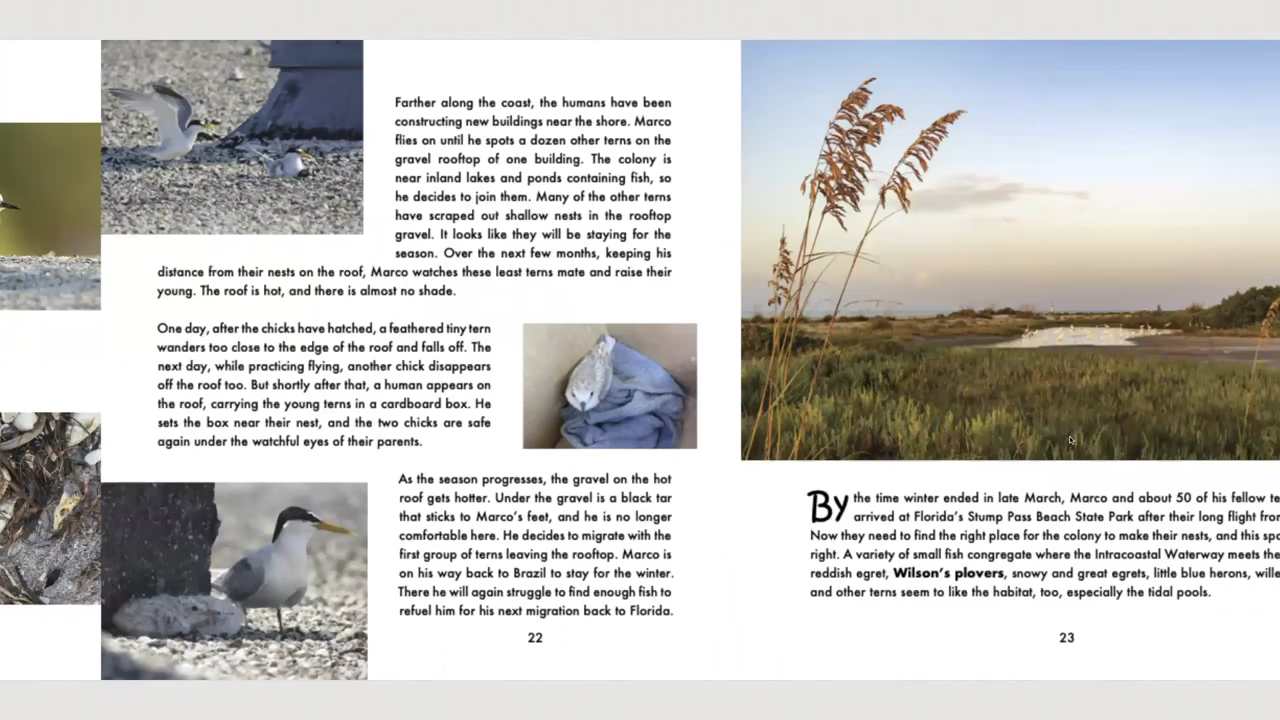 Farther along the coast, the humans have been
constructing new buildings near the shore. Marco
flies on until he spots a dozen other terns on the
gravel rooftop of one building. The colony is
near inland lakes and ponds containing fish, so
he decides to join them. Many of the other terns
have scraped out shallow nests in the rooftop
gravel. It looks like they will be staying for the
season. Over the next few months, keeping his
distance from their nests on the roof, Marco watches these least terns mate and raise their
young. The roof is hot, and there is almost no shade.
One day, after the chicks have hatched, a feathered tiny tern
wanders too close to the edge of the roof and falls off. The
next day, while practicing flying, another chick disappears
off the roof too. But shortly after that, a human appears on
the roof, carrying the young terns in a cardboard box. He
sets the box near their nest, and the two chicks are safe
again under the watchful eyes of their parents.
As the season progresses, the gravel on the hot
roof gets hotter. Under the gravel is a black tar
that sticks to Marco's feet, and he is no longer
comfortable here. He decides to migrate with the
first group of terns leaving the rooftop. Marco is
on his way back to Brazil to stay for the winter.
There he will again struggle to find enough fish to
refuel him for his next migration back to Florida.
22
By the time winter ended in late March, Marco and about 50 of his fellow te
arrived at Florida's Stump Pass Beach State Park after their long flight fron
Now they need to find the right place for the colony to make their nests, and this spo
right. A variety of small fish congregate where the Intracoastal Waterway meets the
reddish egret, Wilson's plovers, snowy and great egrets, little blue herons, wille
and other terns seem to like the habitat, too, especially the tidal pools.
23